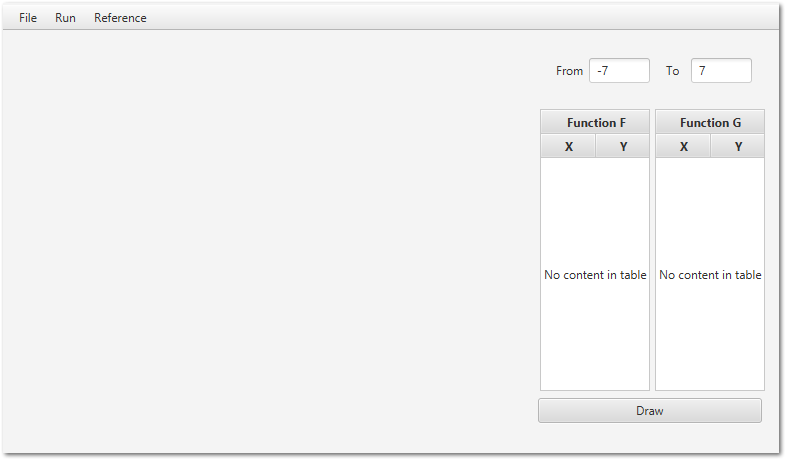 File Run Reference
From -7 To 7
Function F Function G
X Y X Y
No content in table No content in table
Draw